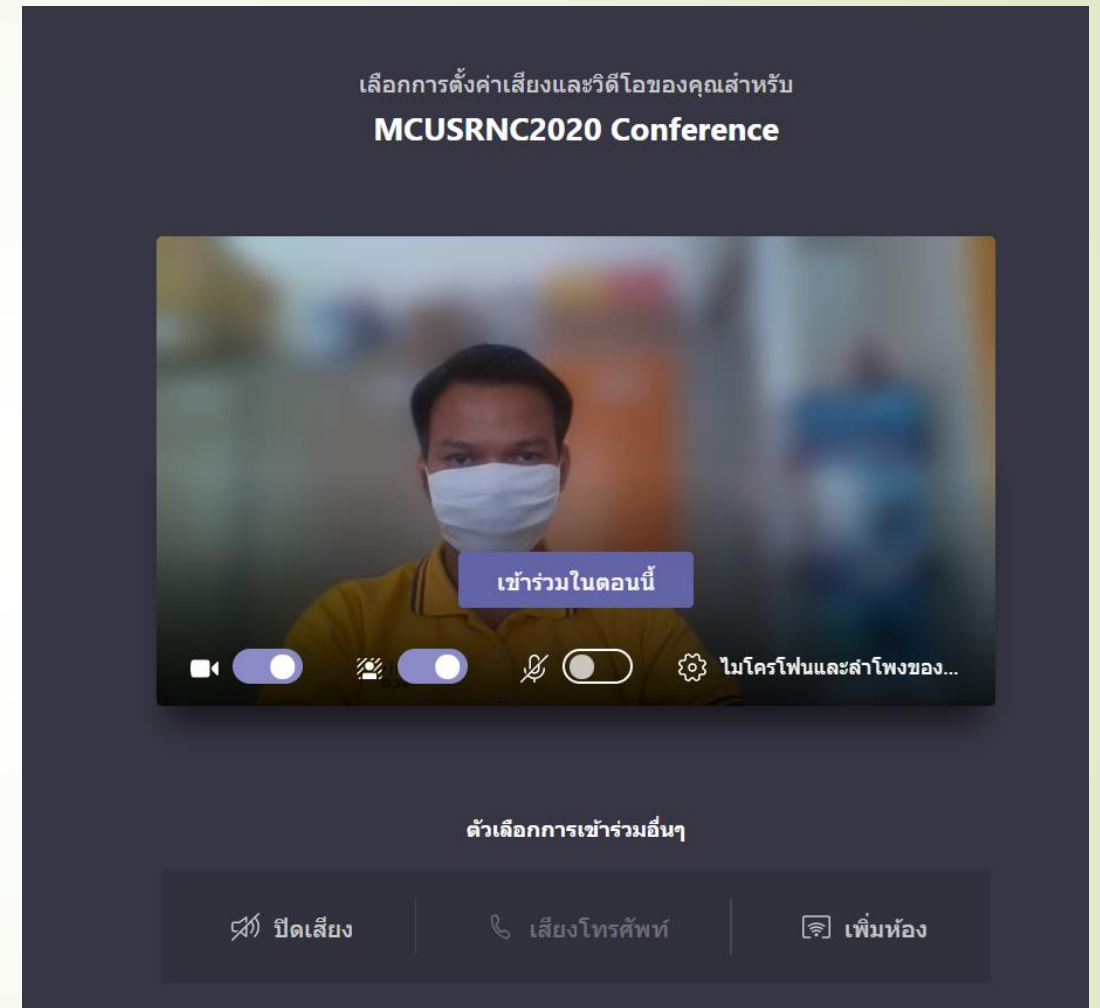 เลือกการตั้งค่าเสียงและวิดีโอของคุณสำหรับ
MCUSRNC2020 Conference
เข้าร่วมในตอนนี้
ไมโครโฟนและลำโพงของ...
ตัวเลือกการเข้าร่วมอื่นๆ
ปิดเสียง
เสียงโทรศัพท์
เพิ่มห้อง